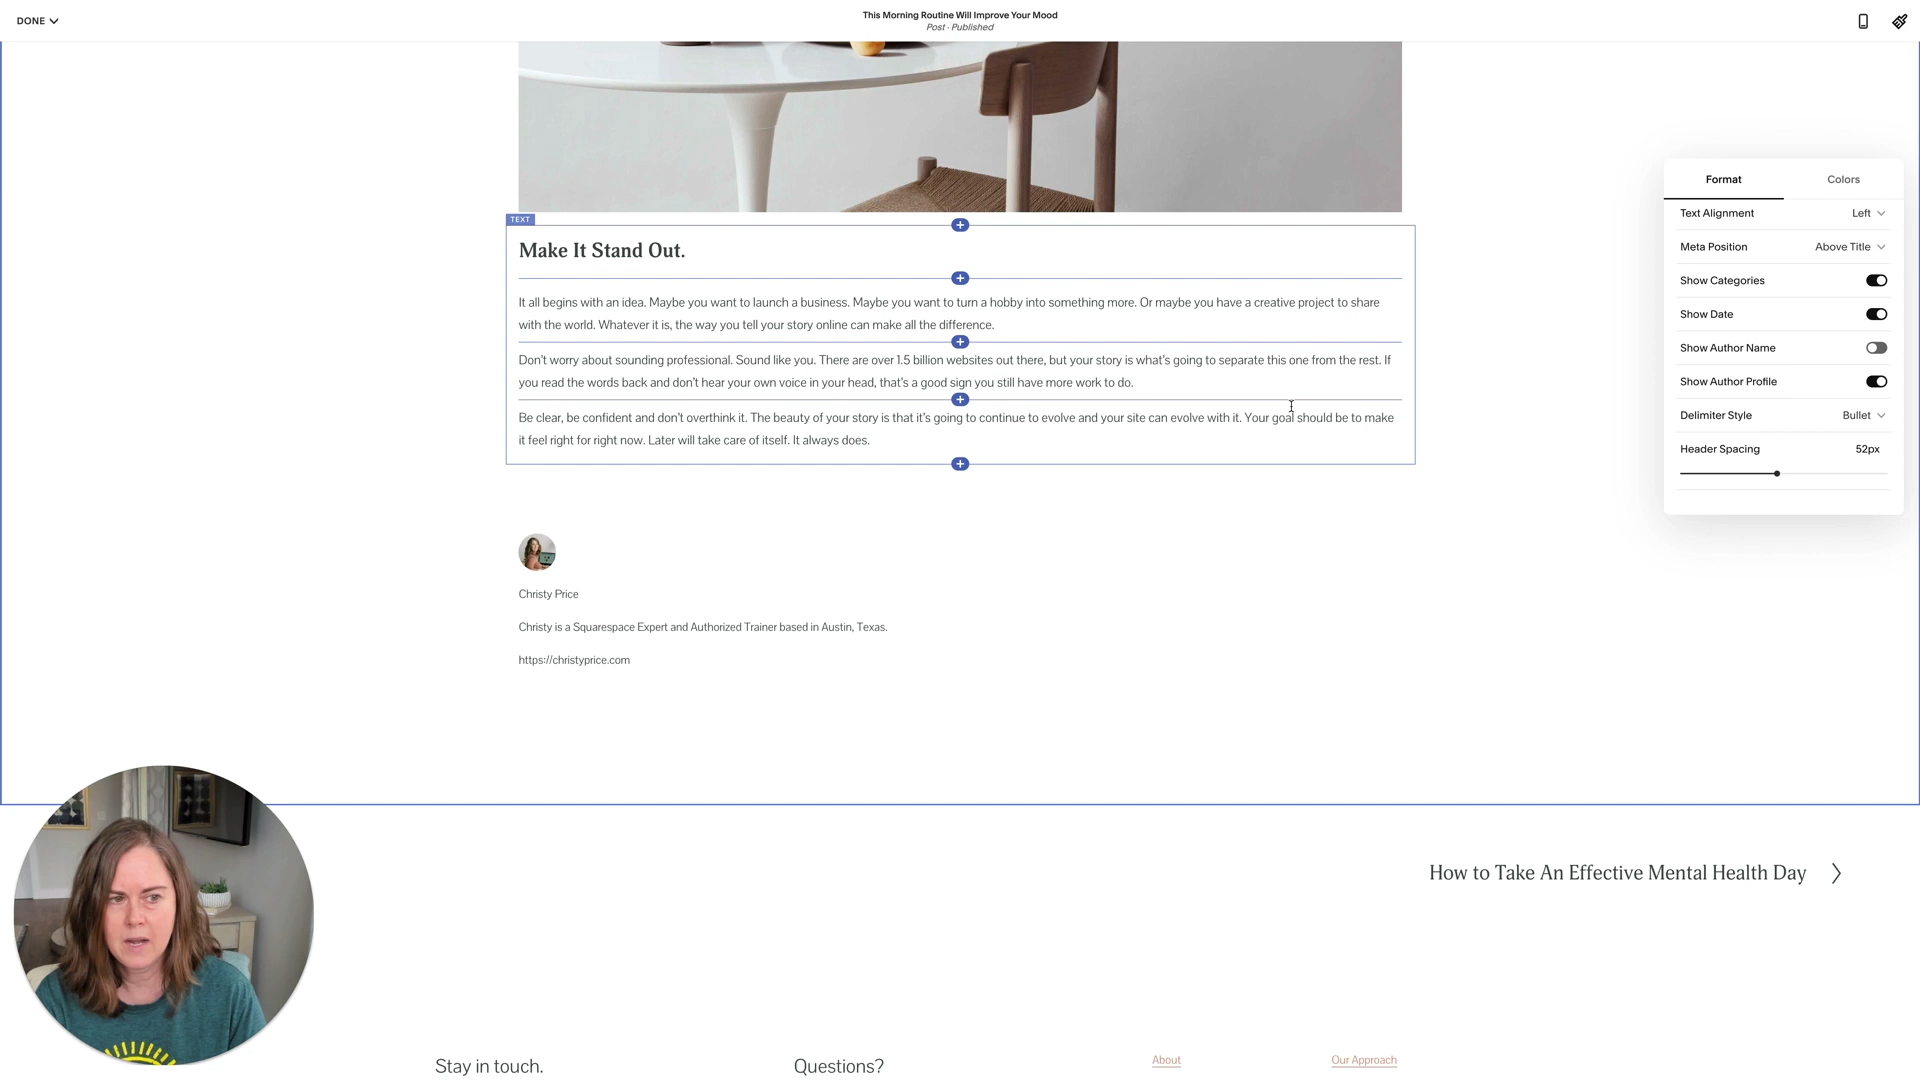 DONE
This Morning Routine Will Improve Your Mood
Post · Published
TEXT
Make It Stand Out.
It all begins with an idea. Maybe you want to launch a business. Maybe you want to turn a hobby into something more. Or maybe you have a creative project to share
with the world. Whatever it is, the way you tell your story online can make all the difference.
Don't worry about sounding professional. Sound like you. There are over 1.5 billion websites out there, but your story is what's going to separate this one from the rest. If
you read the words back and don't hear your own voice in your head, that's a good sign you still have more work to do.
Be clear, be confident and don't overthink it. The beauty of your story is that it's going to continue to evolve and your site can evolve with it. Your goal should be to make
it feel right for right now. Later will take care of itself. It always does.
Christy Price
Christy is a Squarespace Expert and Authorized Trainer based in Austin, Texas.
https://christyprice.com
Format
Colors
Text Alignment Left
Meta Position Above Title
Show Categories
Show Date
Show Author Name
Show Author Profile
Delimiter Style Bullet
Header Spacing 52px
How to Take An Effective Mental Health Day
Stay in touch.
Questions?
About
Our Approach